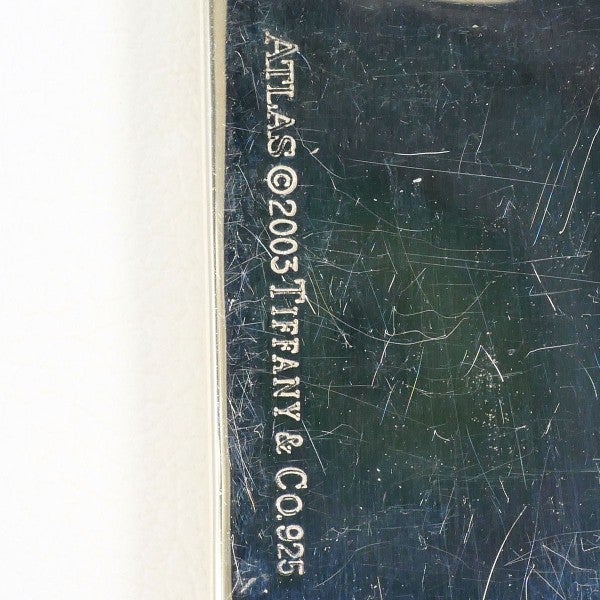 ATLAS ©2003 TIFFANY & CO.925